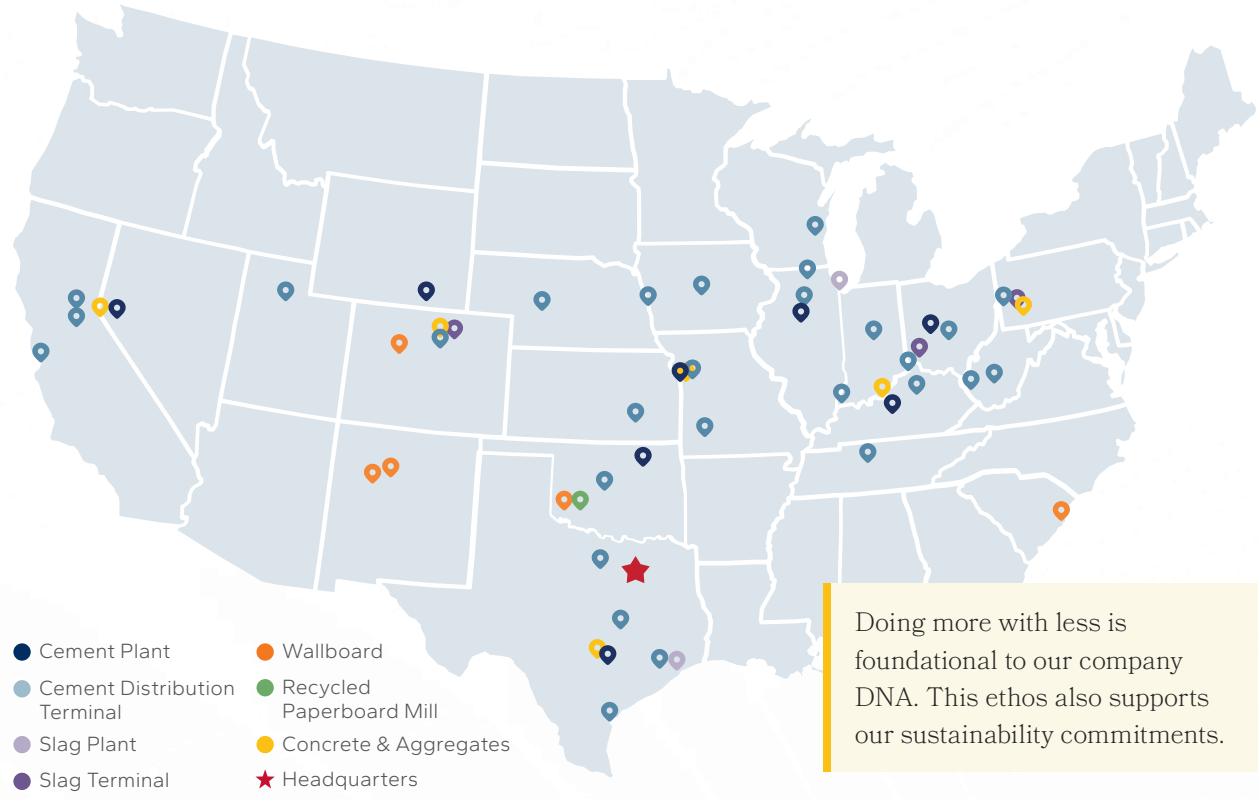 Cement Plant
Cement Distribution
Terminal
Slag Plant
Slag Terminal
Wallboard
Recycled
Paperboard Mill
Concrete & Aggregates
Headquarters
Doing more with less is
foundational to our company
DNA. This ethos also supports
our sustainability commitments.